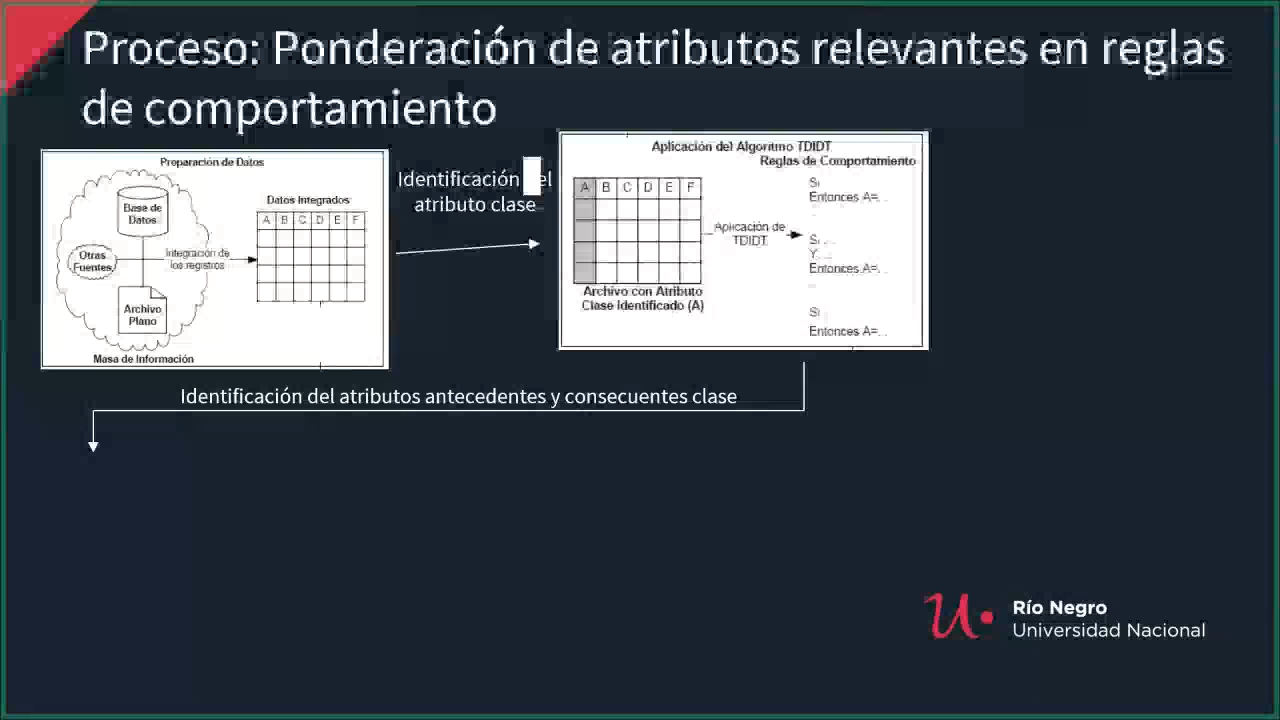 Proceso: Ponderación de atributos relevantes en reglas
de comportamiento
Preparación de Datos
Base de
Datos
Otras
Fuentes
Archivo
Plano
Masa de Información
Integración de
los registros
Datos Integrados
A B C D E F
Identificación el
atributo clase
Aplicación del Algoritmo TDIDT
Reglas de Comportamiento
A B C D E F
Archivo con Atributo
Clase Identificado (A)
Aplicación de
TDIDT
Si
Entonces A=...
Si ...
Y ...
Entonces A=...
Si
Entonces A=...
Identificación del atributos antecedentes y consecuentes clase
Río Negro
Universidad Nacional